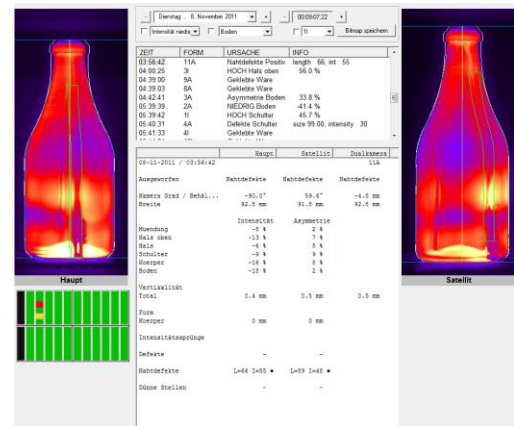 - Dienstag , 8. November 2011 + - 00:09:07.22 +
Intensität niedrig Boden 1I Bitmap speichern
ZEIT FORM URSACHE INFO
03:56:42 11A Nahtdefekte Positiv length 66, int 55
04:00:25 3I HOCH Hals oben 56.0 %
04:39:00 9A Geklebte Ware
04:39:03 8A Geklebte Ware
04:42:41 3A Asymmetrie Boden 33.8 %
05:39:39 2A NIEDRIG Boden -41.4 %
05:39:42 1I HOCH Schulter 45.7 %
05:40:31 4A Defekte Schulter size 99.00, intensity 30
05:41:33 4I Geklebte Ware
Haupt Satellit Dualkamera
08-11-2011 / 03:56:42 11A
Ausgeworfen Nahtdefekte Nahtdefekte Nahtdefekte
Kamera Grad / Behäl... -90.0° 59.6° -4.8 mm
Breite 92.8 mm 91.8 mm 92.8 mm
Intensität Asymmetrie
Muendung -8 % 2 %
Hals oben -13 % 7 %
Hals -6 % 5 %
Schulter -9 % 9 %
Koerper -16 % 8 %
Boden -18 % 2 %
Vertikalität
Total 0.4 mm 0.5 mm 0.5 mm
Form
Koerper 0 mm 0 mm
Intensitätssprünge
Defekte - -
Nahtdefekte L=66 I=55 * L=59 I=48 *
Dünne Stellen - -
Haupt
Satellit